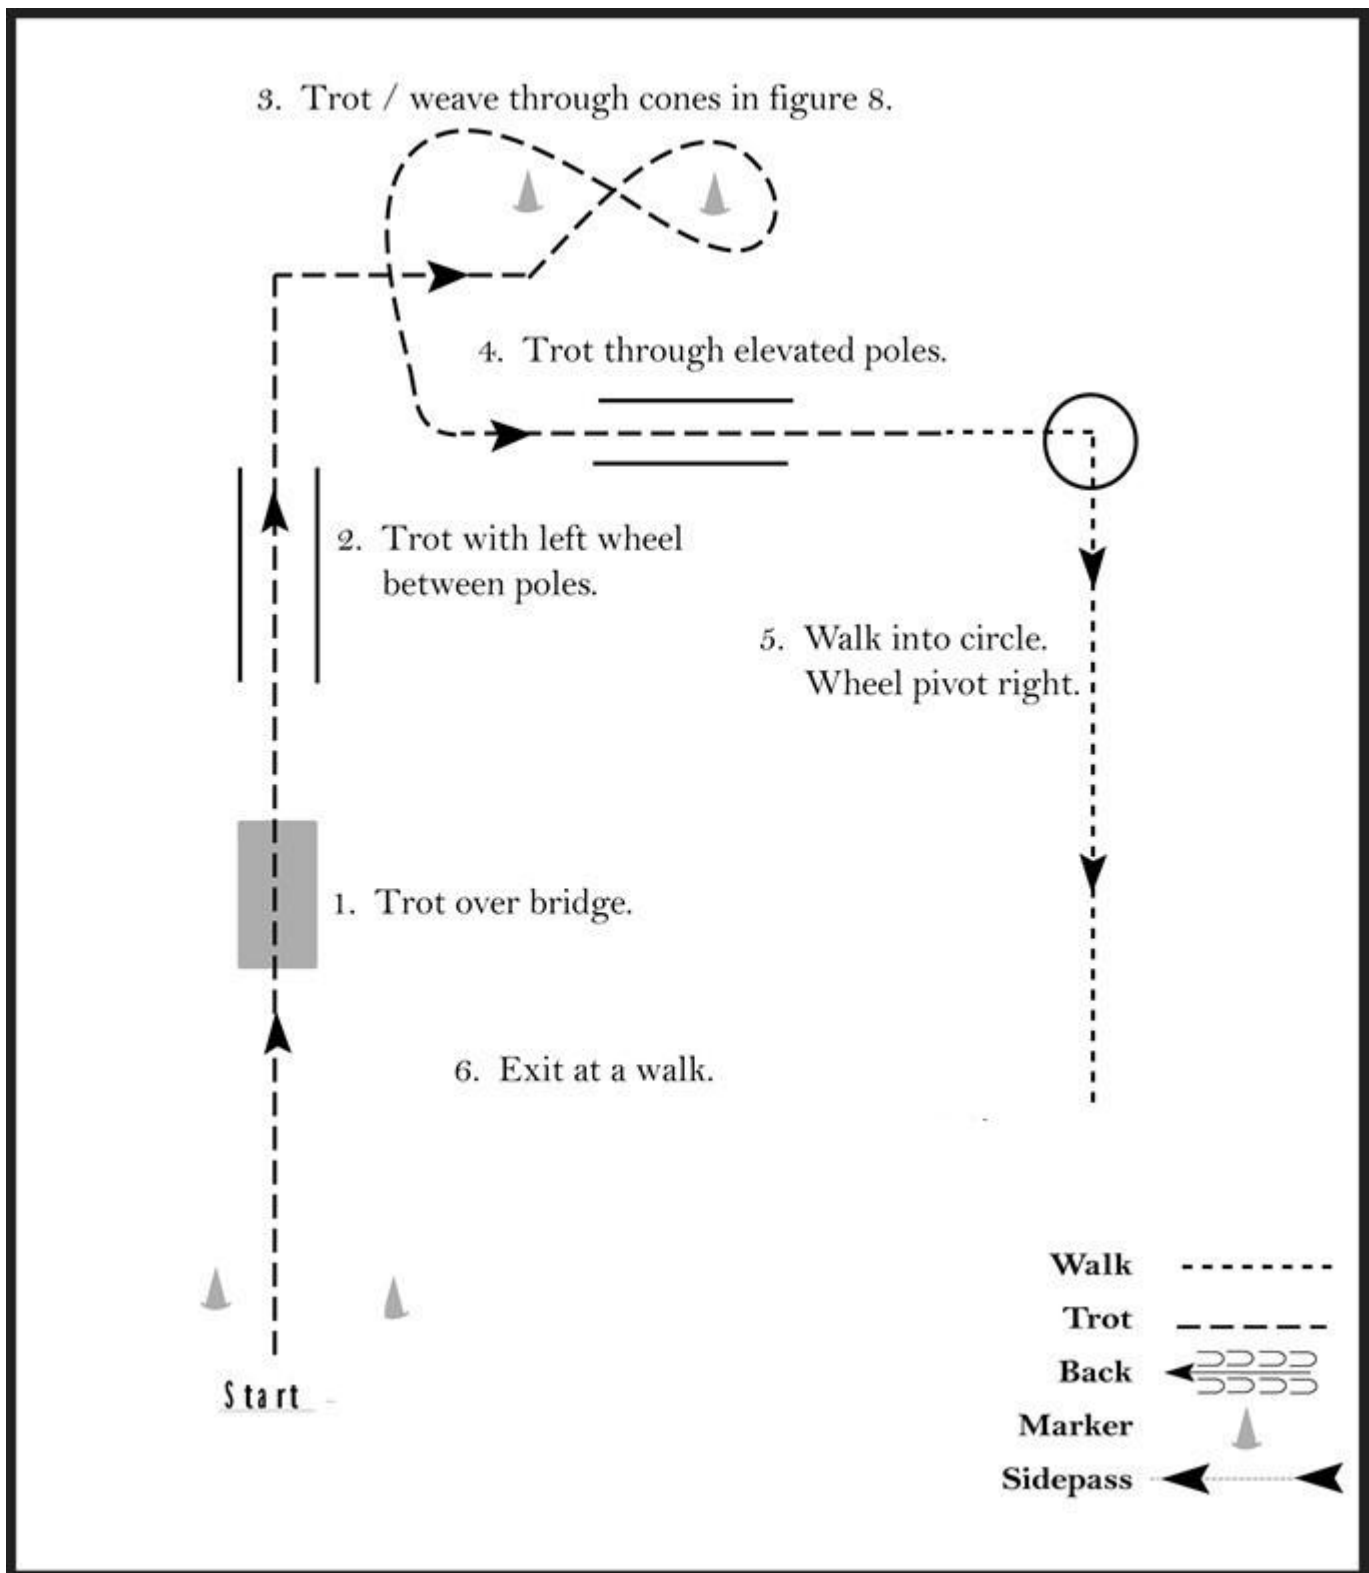 3. Trot / weave through cones in figure 8.
4. Trot through elevated poles.
2. Trot with left wheel
between poles.
5. Walk into circle.
Wheel pivot right.
1. Trot over bridge.
6. Exit at a walk.
Start
Walk
Trot
Back
Marker
Sidepass